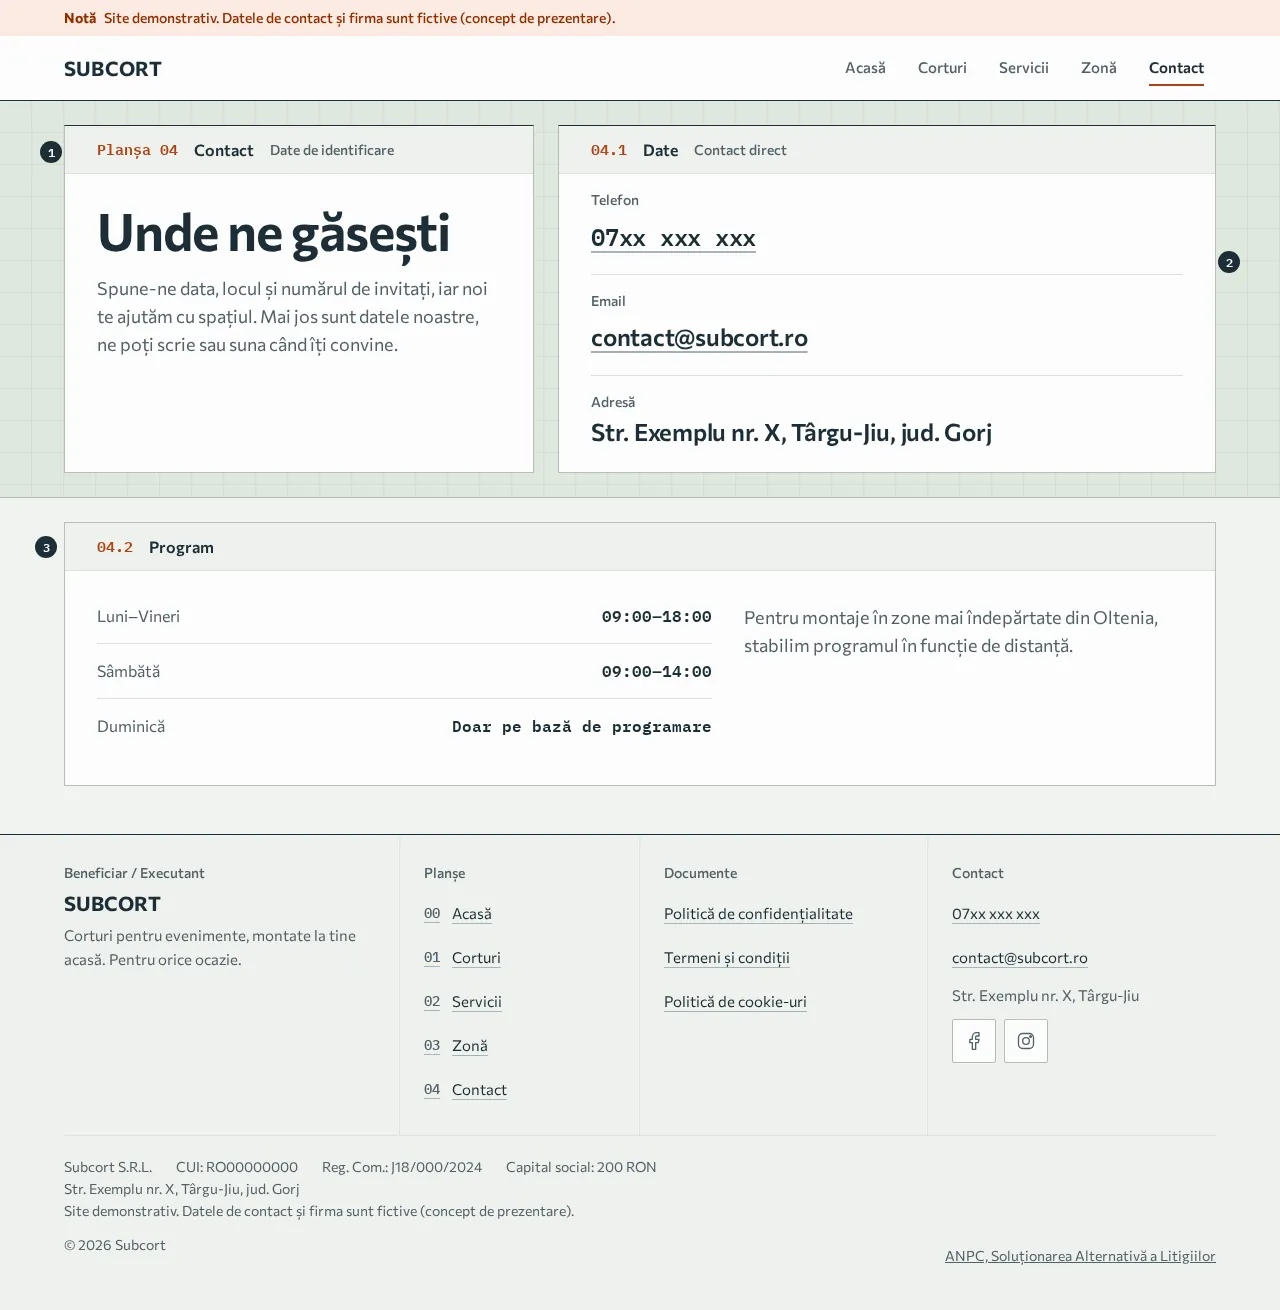 Notă Site demonstrativ. Datele de contact și firma sunt fictive (concept de prezentare).
SUBCORT
Acasă Corturi Servicii Zonă Contact
1
Planșa 04 Contact Date de identificare
Unde ne găsești
Spune-ne data, locul și numărul de invitați, iar noi
te ajutăm cu spațiul. Mai jos sunt datele noastre,
ne poți scrie sau suna când îți convine.
04.1 Date Contact direct
Telefon
07xx xxx xxx
2
Email
contact@subcort.ro
Adresă
Str. Exemplu nr. X, Târgu-Jiu, jud. Gorj
3
04.2 Program
Luni–Vineri 09:00–18:00
Sâmbătă 09:00–14:00
Duminică Doar pe bază de programare
Pentru montaje în zone mai îndepărtate din Oltenia,
stabilim programul în funcție de distanță.
Beneficiar / Executant
SUBCORT
Corturi pentru evenimente, montate la tine
acasă. Pentru orice ocazie.
Planșe
00 Acasă
01 Corturi
02 Servicii
03 Zonă
04 Contact
Documente
Politică de confidențialitate
Termeni și condiții
Politică de cookie-uri
Contact
07xx xxx xxx
contact@subcort.ro
Str. Exemplu nr. X, Târgu-Jiu
Subcort S.R.L. CUI: RO00000000 Reg. Com.: J18/000/2024 Capital social: 200 RON
Str. Exemplu nr. X, Târgu-Jiu, jud. Gorj
Site demonstrativ. Datele de contact și firma sunt fictive (concept de prezentare).
© 2026 Subcort
ANPC, Soluționarea Alternativă a Litigiilor